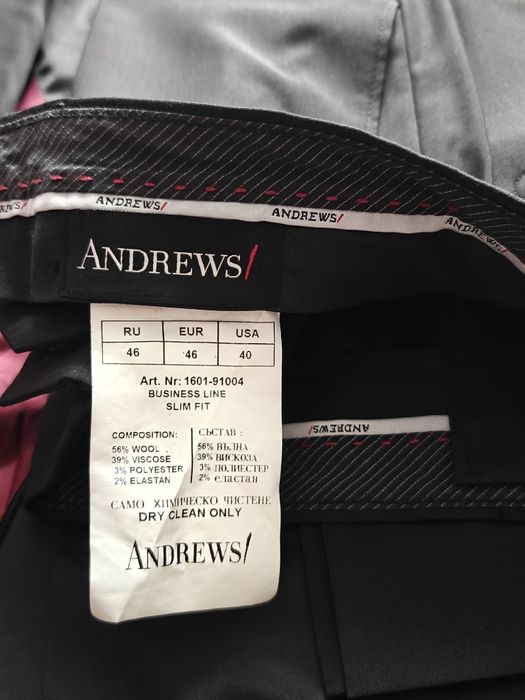 RƎWS/
ANDREWS/
ANDREWS/
ANDREWS/
ANDREWS/
RU EUR USA
46 46 40
Art. Nr: 1601-91004
BUSINESS LINE
SLIM FIT
COMPOSITION:
56% WOOL
39% VISCOSE
3% POLYESTER
2% ELASTAN
СЪСТАВ :
56% ВЪЛНА
39% ВИСКОЗА
3% ПОЛИЕСТЕР
2% еластан
САМО ХИМИЧЕСКО ЧИСТЕНЕ
DRY CLEAN ONLY
ANDREWS/
ANDREWS/